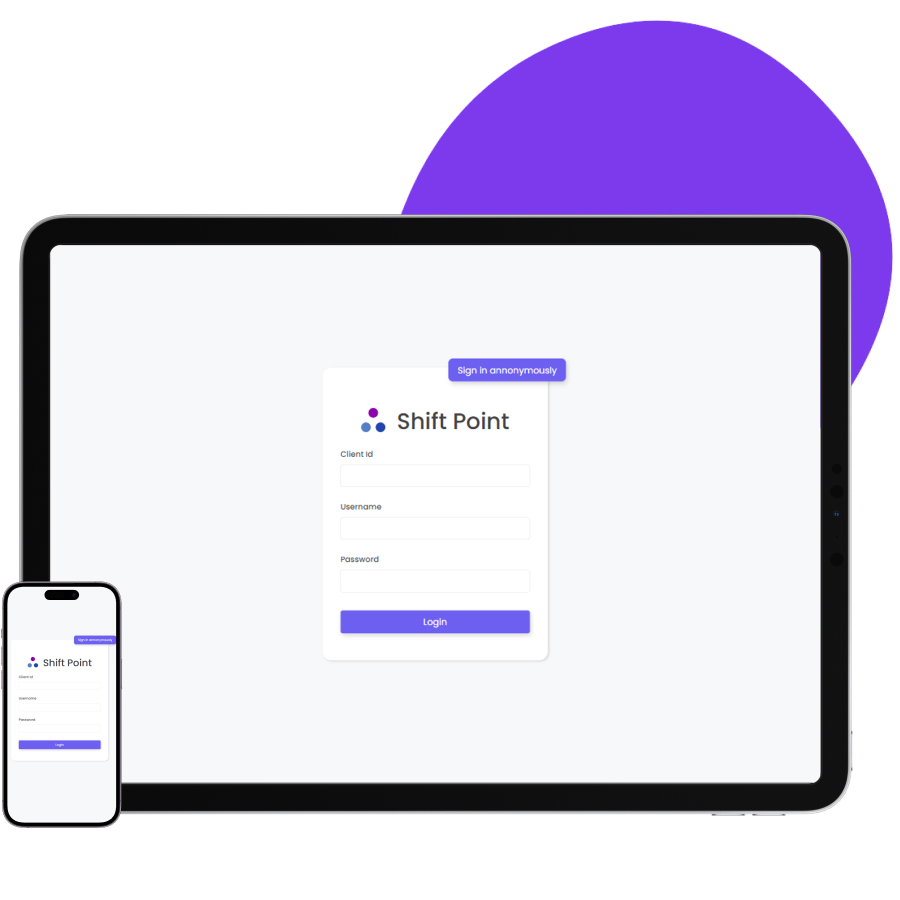 Sign in annonymously
Shift Point
Client Id
Username
Password
Login
Sign in annonymously
Shift Point
Client Id
Username
Password
Login